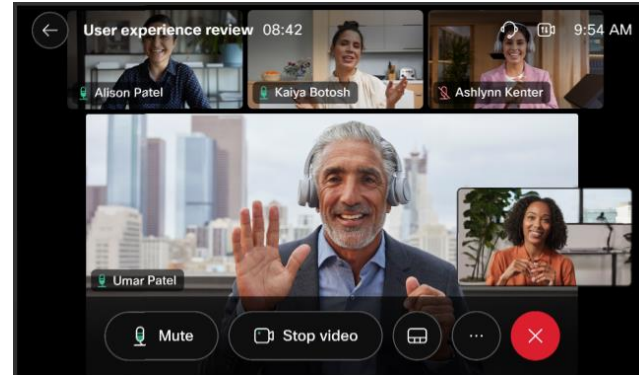 User experience review 08:42
9:54 AM
Alison Patel
Kaiya Botosh
Ashlynn Kenter
Umar Patel
Mute
Stop video